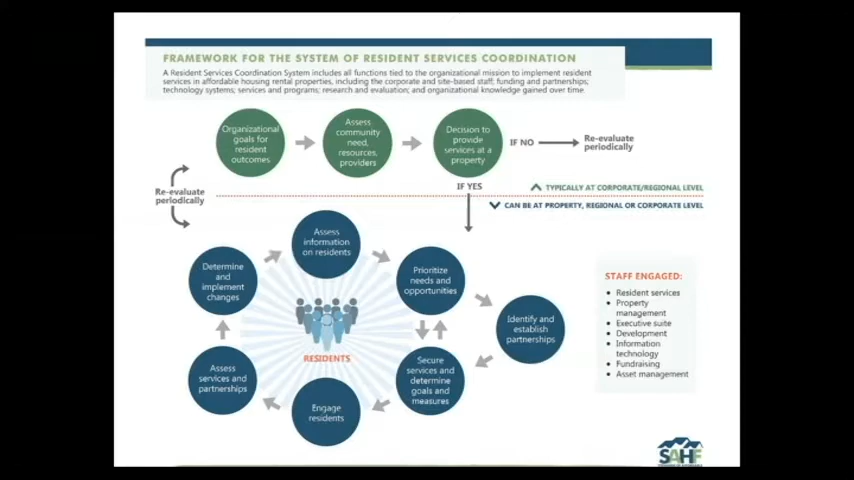 FRAMEWORK FOR THE SYSTEM OF RESIDENT SERVICES COORDINATION
A Resident Services Coordination System includes all functions tied to the organizational mission to implement resident
services in affordable housing rental properties, including the corporate and site-based staff; funding and partnerships;
technology systems; services and programs; research and evaluation; and organizational knowledge gained over time.
Organizational
goals for
resident
outcomes
Assess
community
need,
resources,
providers
Decision to
provide
services at a
property
IF NO
Re-evaluate
periodically
Re-evaluate
periodically
IF YES
TYPICALLY AT CORPORATE/REGIONAL LEVEL
CAN BE AT PROPERTY, REGIONAL OR CORPORATE LEVEL
Assess
information
on residents
Prioritize
needs and
opportunities
Identify and
establish
partnerships
Secure
services and
determine
goals and
measures
Engage
residents
Assess
services and
partnerships
Determine
and
implement
changes
RESIDENTS
STAFF ENGAGED:
• Resident services
• Property
management
• Executive suite
• Development
• Information
technology
• Fundraising
• Asset management
SAHF